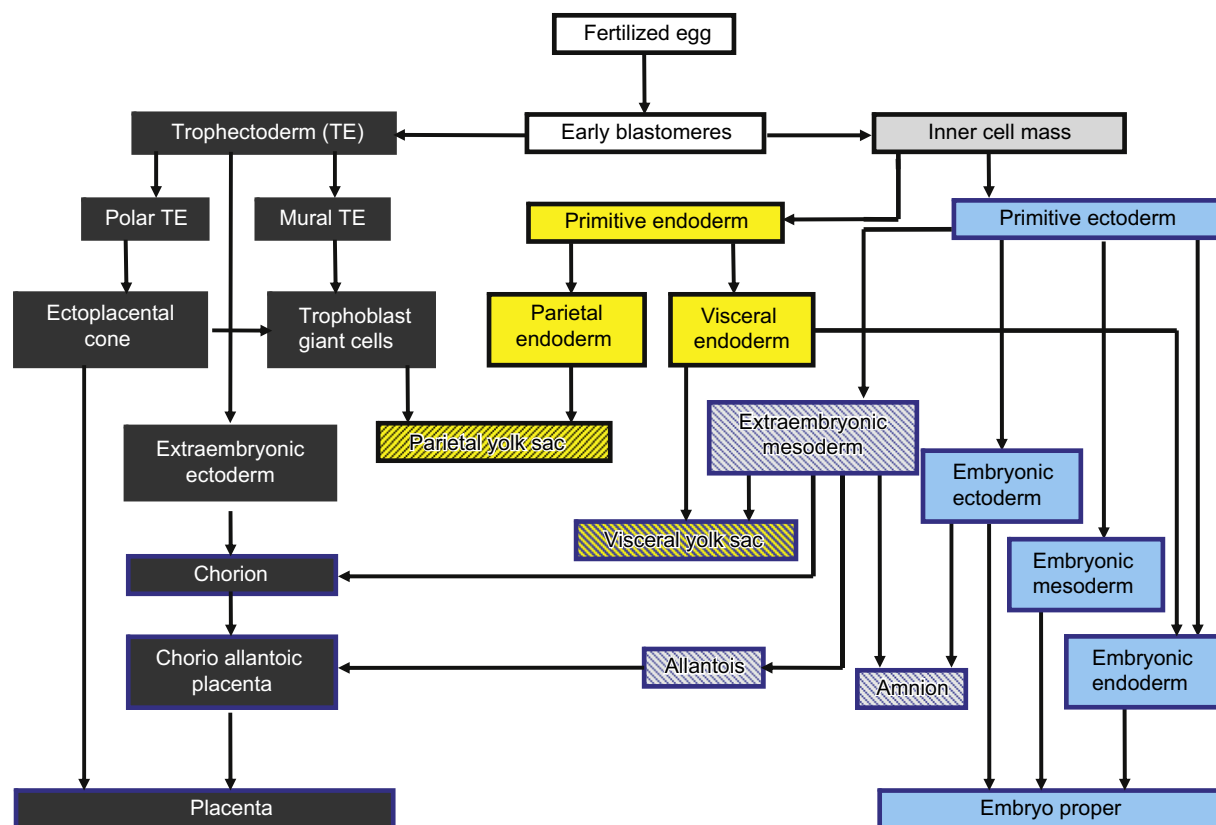 Fertilized egg
Trophectoderm (TE)
Early blastomeres
Inner cell mass
Polar TE
Mural TE
Primitive endoderm
Primitive ectoderm
Ectoplacental
cone
Trophoblast
giant cells
Parietal
endoderm
Visceral
endoderm
Extraembryonic
mesoderm
Parietal yolk sac
Extraembryonic
ectoderm
Embryonic
ectoderm
Visceral yolk sac
Chorion
Embryonic
mesoderm
Chorio allantoic
placenta
Allantois
Amnion
Embryonic
endoderm
Placenta
Embryo proper